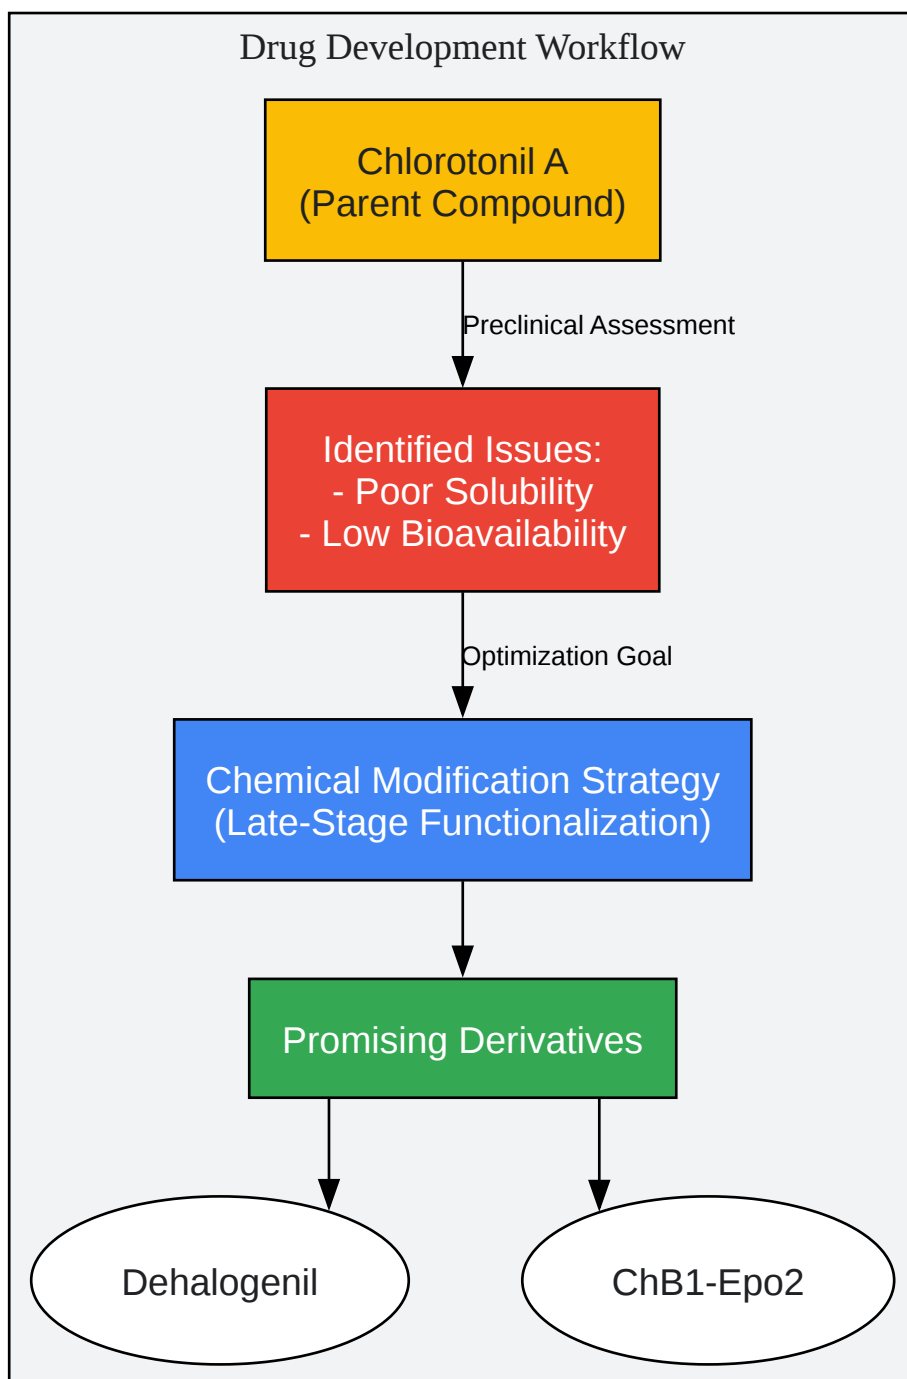 Drug Development Workflow
Chlorotonil A
(Parent Compound)
Preclinical Assessment
Identified Issues:
- Poor Solubility
- Low Bioavailability
Optimization Goal
Chemical Modification Strategy
(Late-Stage Functionalization)
Promising Derivatives
Dehalogenil
ChB1-Epo2